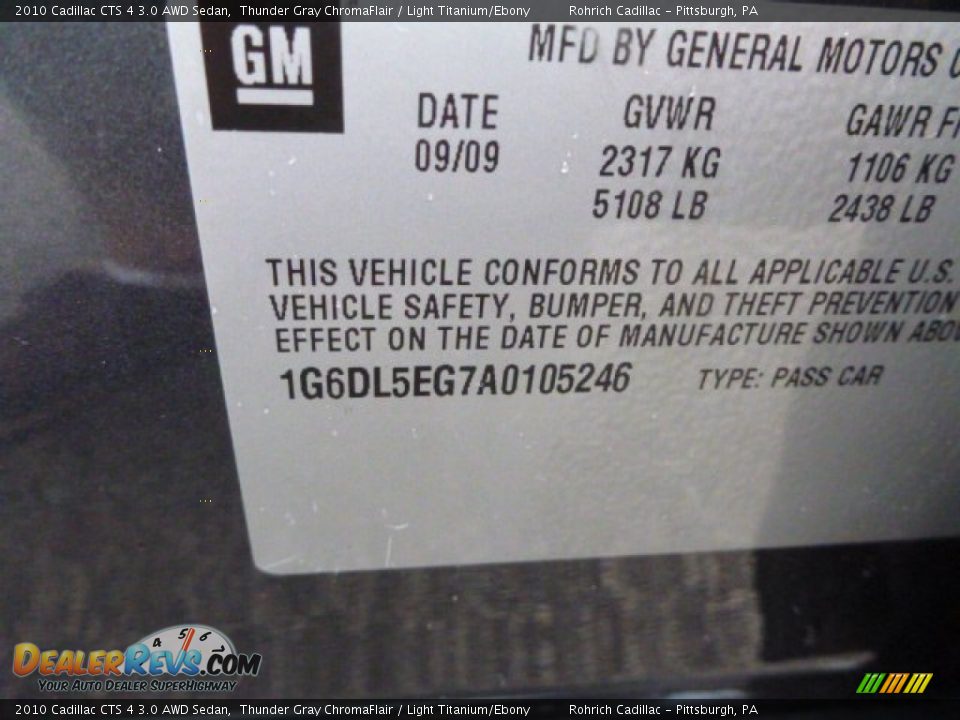 2010 Cadillac CTS 4 3.0 AWD Sedan,  Thunder Gray ChromaFlair / Light Titanium/Ebony    Rohrich Cadillac - Pittsburgh, PA
GM
MFD BY GENERAL MOTORS
DATE GVWR GAWR
09/09 2317 KG 1106 KG
5108 LB 2438 LB
THIS VEHICLE CONFORMS TO ALL APPLICABLE U.S.
VEHICLE SAFETY, BUMPER, AND THEFT PREVENTION
EFFECT ON THE DATE OF MANUFACTURE SHOWN
1G6DL5EG7A0105246 TYPE: PASS CAR
4 5 6
DealerRevs.com
Your Auto Dealer SuperHighway
2010 Cadillac CTS 4 3.0 AWD Sedan,  Thunder Gray ChromaFlair / Light Titanium/Ebony    Rohrich Cadillac - Pittsburgh, PA